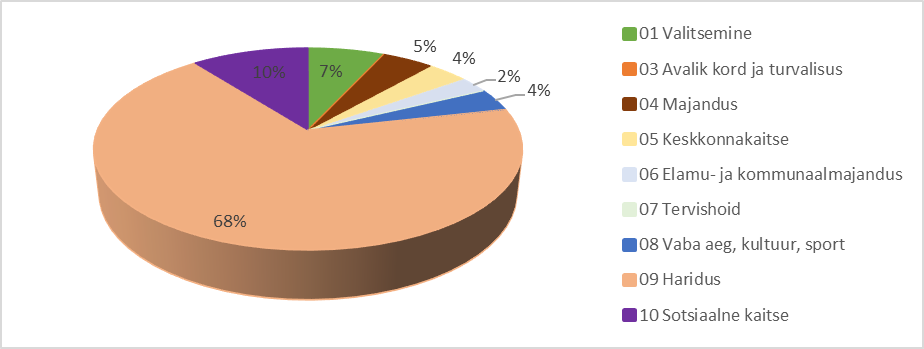 7%
5%
4%
2%
4%
68%
10%
01 Valitsemine
03 Avalik kord ja turvalisus
04 Majandus
05 Keskkonnakaitse
06 Elamu- ja kommunaalmajandus
07 Tervishoid
08 Vaba aeg, kultuur, sport
09 Haridus
10 Sotsiaalne kaitse